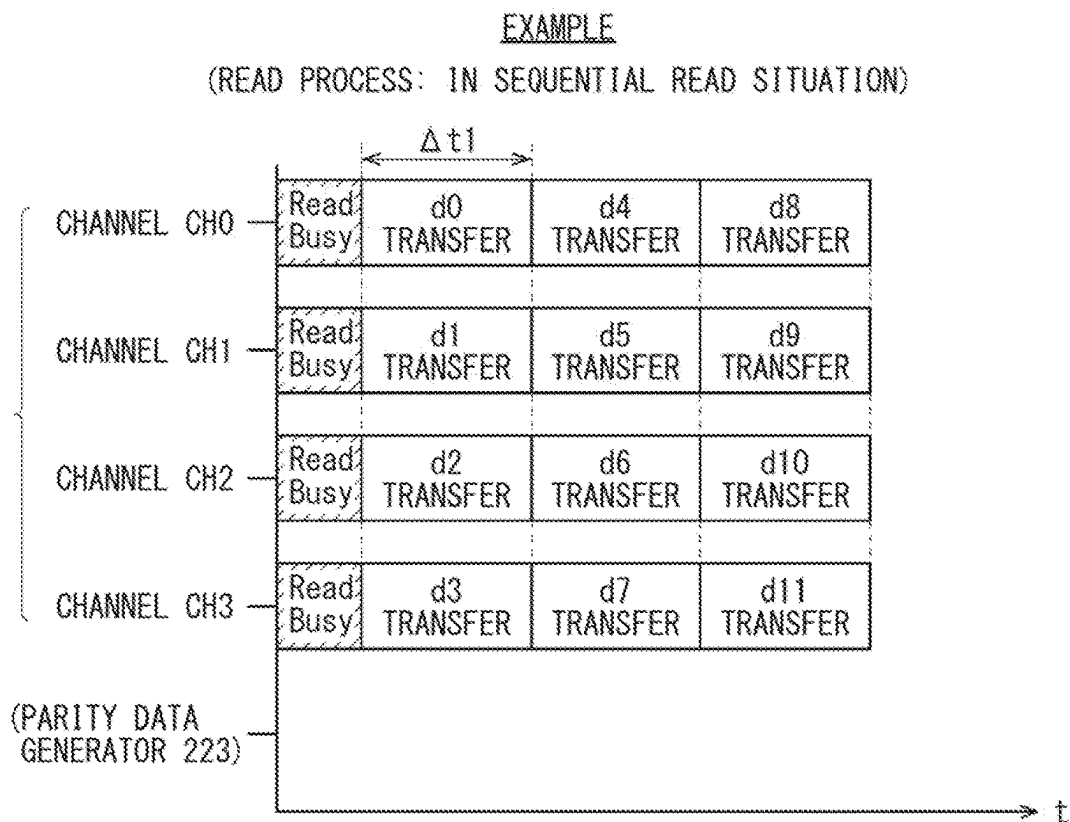 EXAMPLE
(READ PROCESS: IN SEQUENTIAL READ SITUATION)
Δt1
CHANNEL CH0
Read
Busy
d0
TRANSFER
d4
TRANSFER
d8
TRANSFER
CHANNEL CH1
Read
Busy
d1
TRANSFER
d5
TRANSFER
d9
TRANSFER
CHANNEL CH2
Read
Busy
d2
TRANSFER
d6
TRANSFER
d10
TRANSFER
CHANNEL CH3
Read
Busy
d3
TRANSFER
d7
TRANSFER
d11
TRANSFER
(PARITY DATA
GENERATOR 223)
t